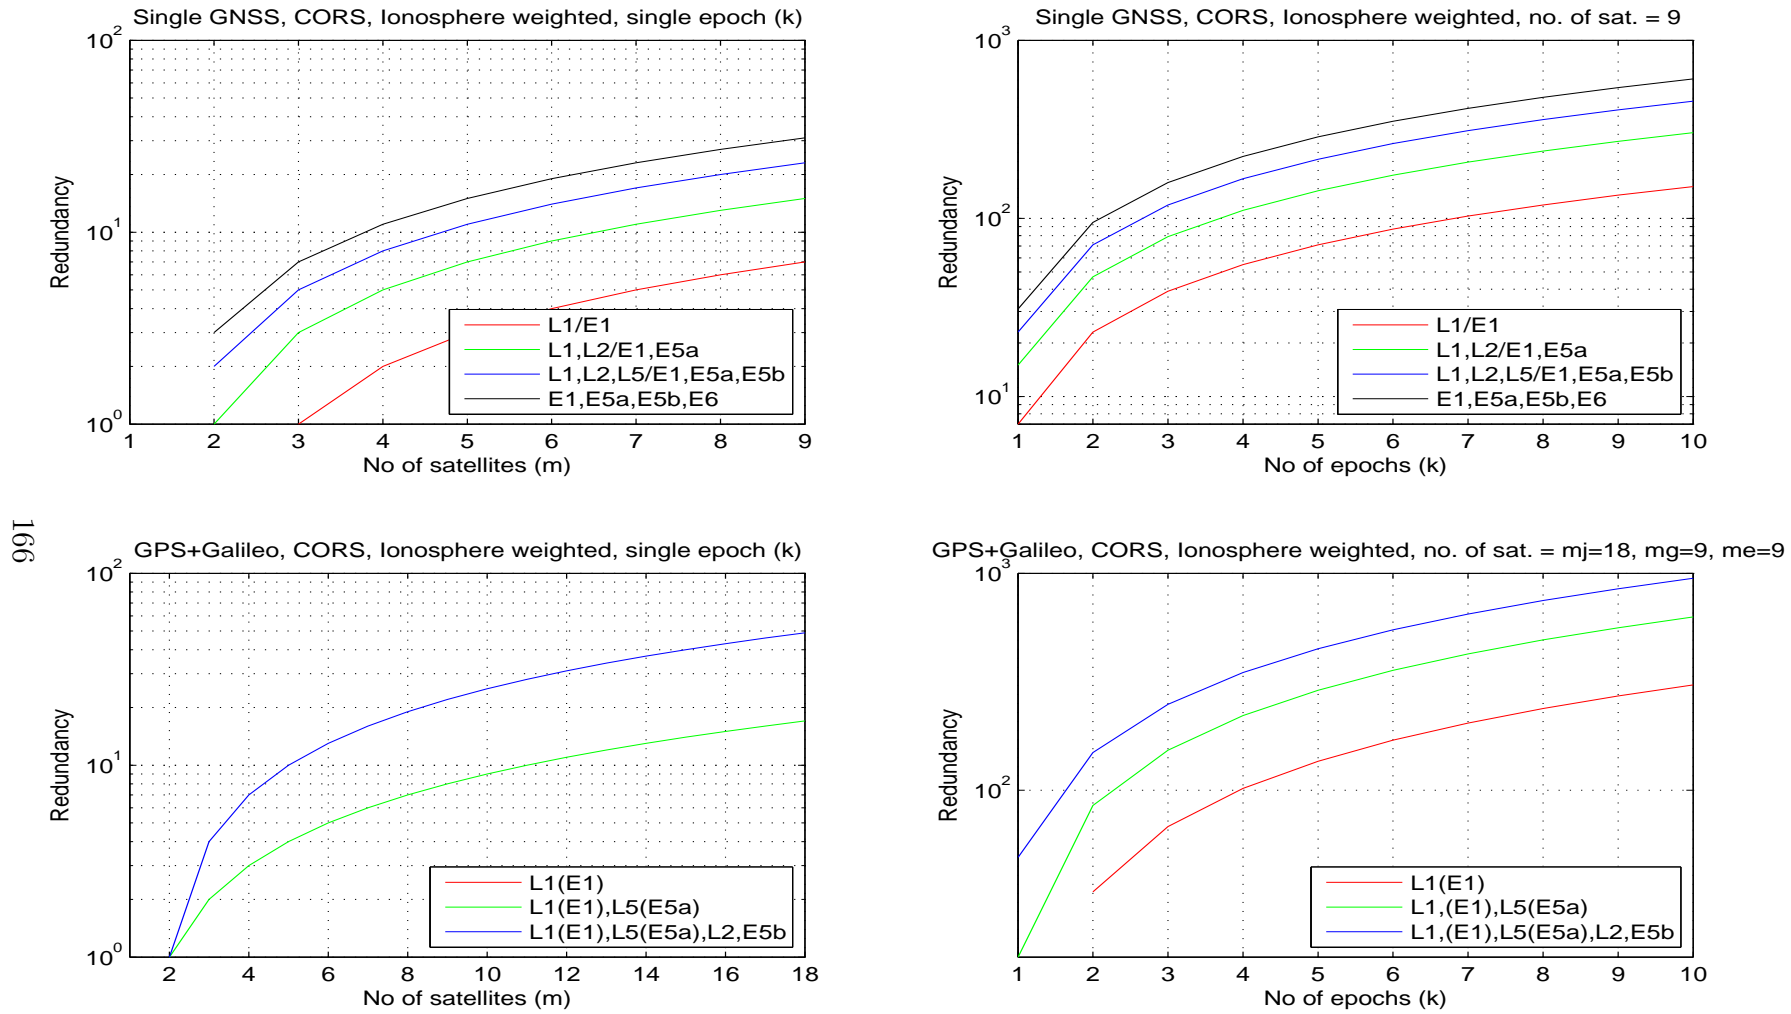 Single GNSS, CORS, Ionosphere weighted, single epoch (k)
10^2
10^1
10^0
Redundancy
L1/E1
L1,L2/E1,E5a
L1,L2,L5/E1,E5a,E5b
E1,E5a,E5b,E6
1 2 3 4 5 6 7 8 9
No of satellites (m)
Single GNSS, CORS, Ionosphere weighted, no. of sat. = 9
10^3
10^2
10^1
Redundancy
L1/E1
L1,L2/E1,E5a
L1,L2,L5/E1,E5a,E5b
E1,E5a,E5b,E6
1 2 3 4 5 6 7 8 9 10
No of epochs (k)
166
GPS+Galileo, CORS, Ionosphere weighted, single epoch (k)
10^2
10^1
10^0
Redundancy
L1(E1)
L1(E1),L5(E5a)
L1(E1),L5(E5a),L2,E5b
2 4 6 8 10 12 14 16 18
No of satellites (m)
GPS+Galileo, CORS, Ionosphere weighted, no. of sat. = mj=18, mg=9, me=9
10^3
10^2
Redundancy
L1(E1)
L1,(E1),L5(E5a)
L1,(E1),L5(E5a),L2,E5b
1 2 3 4 5 6 7 8 9 10
No of epochs (k)